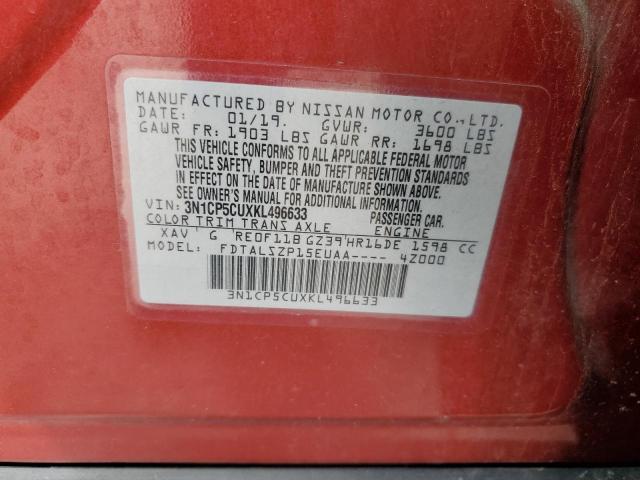 MANUFACTURED BY NISSAN MOTOR CO.,LTD.
DATE: 01/19. GVWR: 3600 LBS
GAWR FR: 1903 LBS GAWR RR: 1698 LBS
THIS VEHICLE CONFORMS TO ALL APPLICABLE FEDERAL MOTOR
VEHICLE SAFETY, BUMPER AND THEFT PREVENTION STANDARDS
IN EFFECT ON THE DATE OF MANUFACTURE SHOWN ABOVE.
SEE OWNER'S MANUAL FOR ADDITIONAL INFORMATION.
VIN: 3N1CP5CUXKL496633 PASSENGER CAR.
COLOR TRIM TRANS AXLE ENGINE
XAV G RE0F11B GZ39 HR16DE 1598 CC
MODEL: FDTALSZP15EUAA---- 4Z000
3N1CP5CUXKL496633